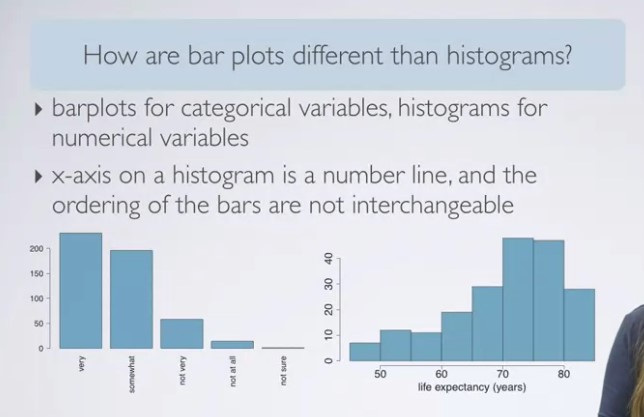 How are bar plots different than histograms?
barplots for categorical variables, histograms for
numerical variables
x-axis on a histogram is a number line, and the
ordering of the bars are not interchangeable
200
150
100
50
0
very
somewhat
not very
not at all
not sure
40
30
20
10
0
50 60 70 80
life expectancy (years)